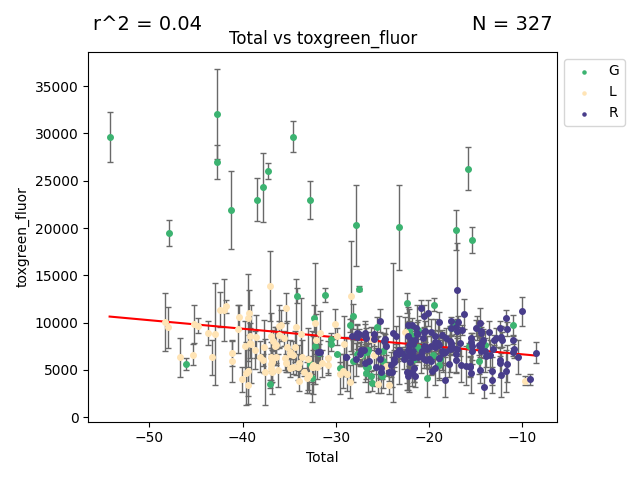 r^2 = 0.04
N = 327
Total vs toxgreen_fluor
G
L
R
35000
30000
25000
20000
15000
10000
5000
0
toxgreen_fluor
−50
−40
−30
−20
−10
Total